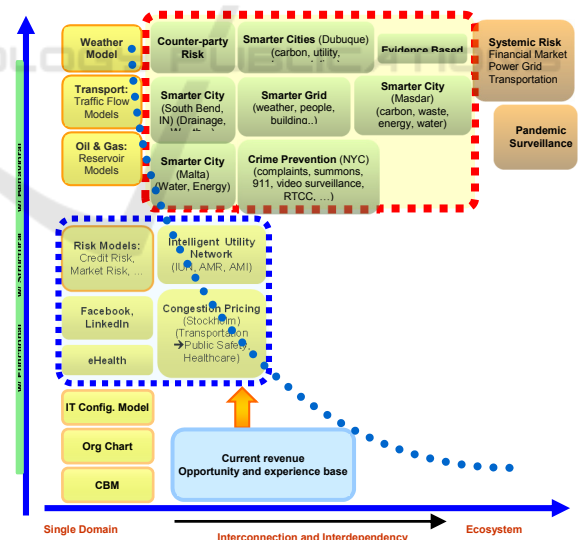 Weather
Model
Counter-party
Risk
Smarter Cities (Dubuque)
(carbon, utility,
Evidence Based
Systemic Risk
Financial Market
Power Grid
Transportation
Transport:
Traffic Flow
Models
Smarter City
(South Bend,
IN) (Drainage,
Smarter Grid
(weather, people,
building..)
Smarter City
(Masdar)
(carbon, waste,
energy, water)
Pandemic
Surveillance
Oil & Gas:
Reservoir
Models
Smarter City
(Malta)
(Water, Energy)
Crime Prevention (NYC)
(complaints, summons,
911, video surveillance,
RTCC, ...)
Risk Models:
Credit Risk,
Market Risk, ...
Intelligent Utility
Network
(IUN, AMR, AMI)
Facebook,
LinkedIn
Congestion Pricing
(Stockholm)
(Transportation
➔Public Safety,
Healthcare)
eHealth
IT Config. Model
Org Chart
CBM
Current revenue
Opportunity and experience base
Single Domain
Interconnection and Interdependency
Ecosystem